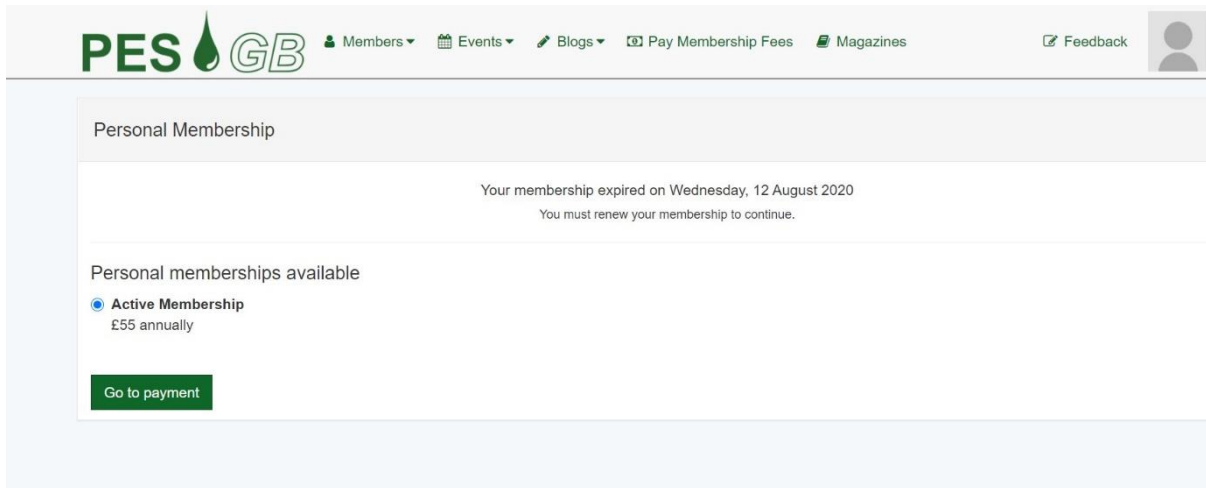 PES GB
Members
Events
Blogs
Pay Membership Fees
Magazines
Feedback
Personal Membership
Your membership expired on Wednesday, 12 August 2020
You must renew your membership to continue.
Personal memberships available
Active Membership
£55 annually
Go to payment